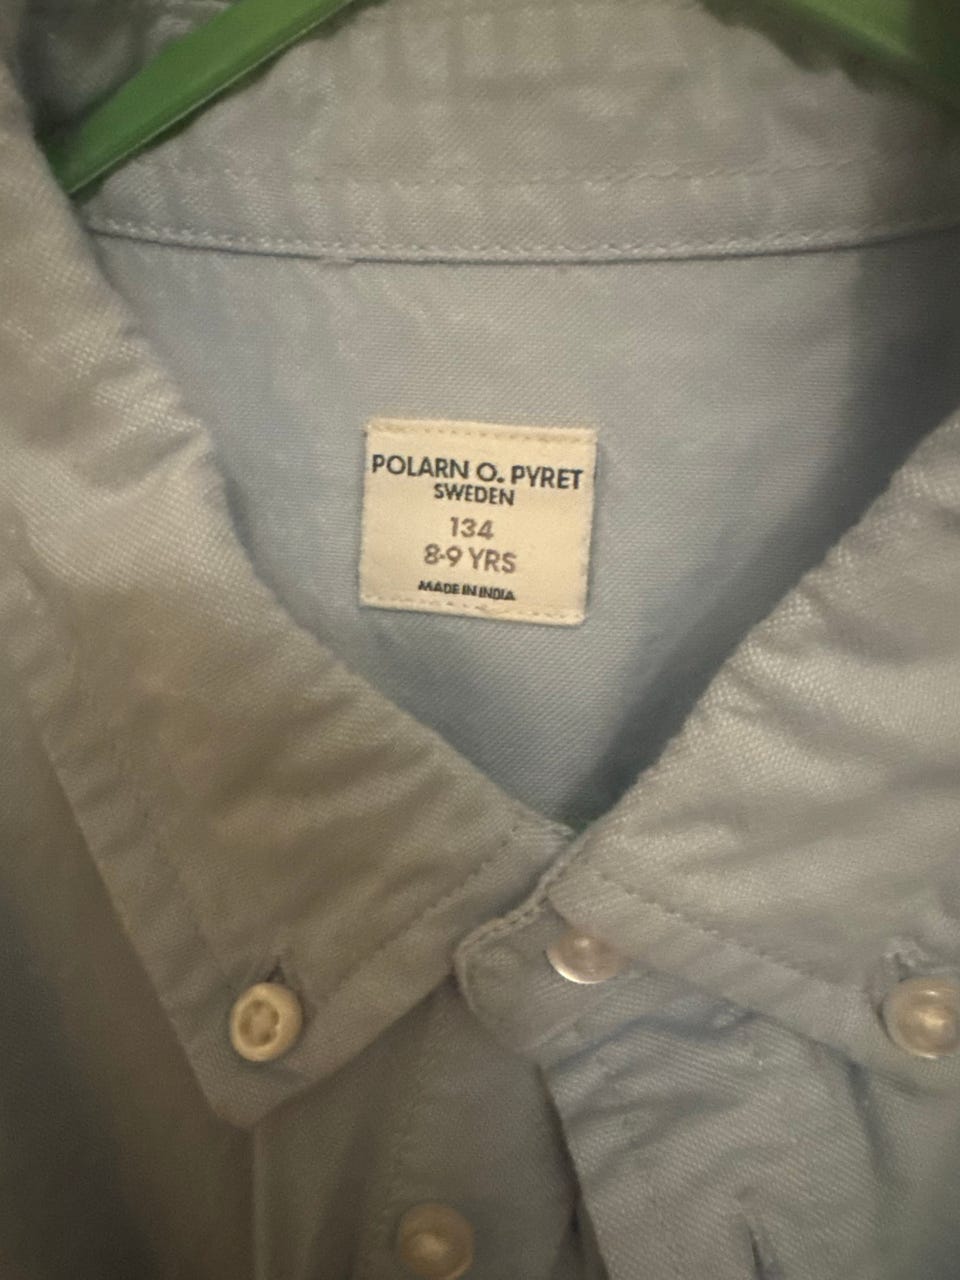 POLARN O. PYRET
SWEDEN
134
8-9 YRS
MADE IN INDIA